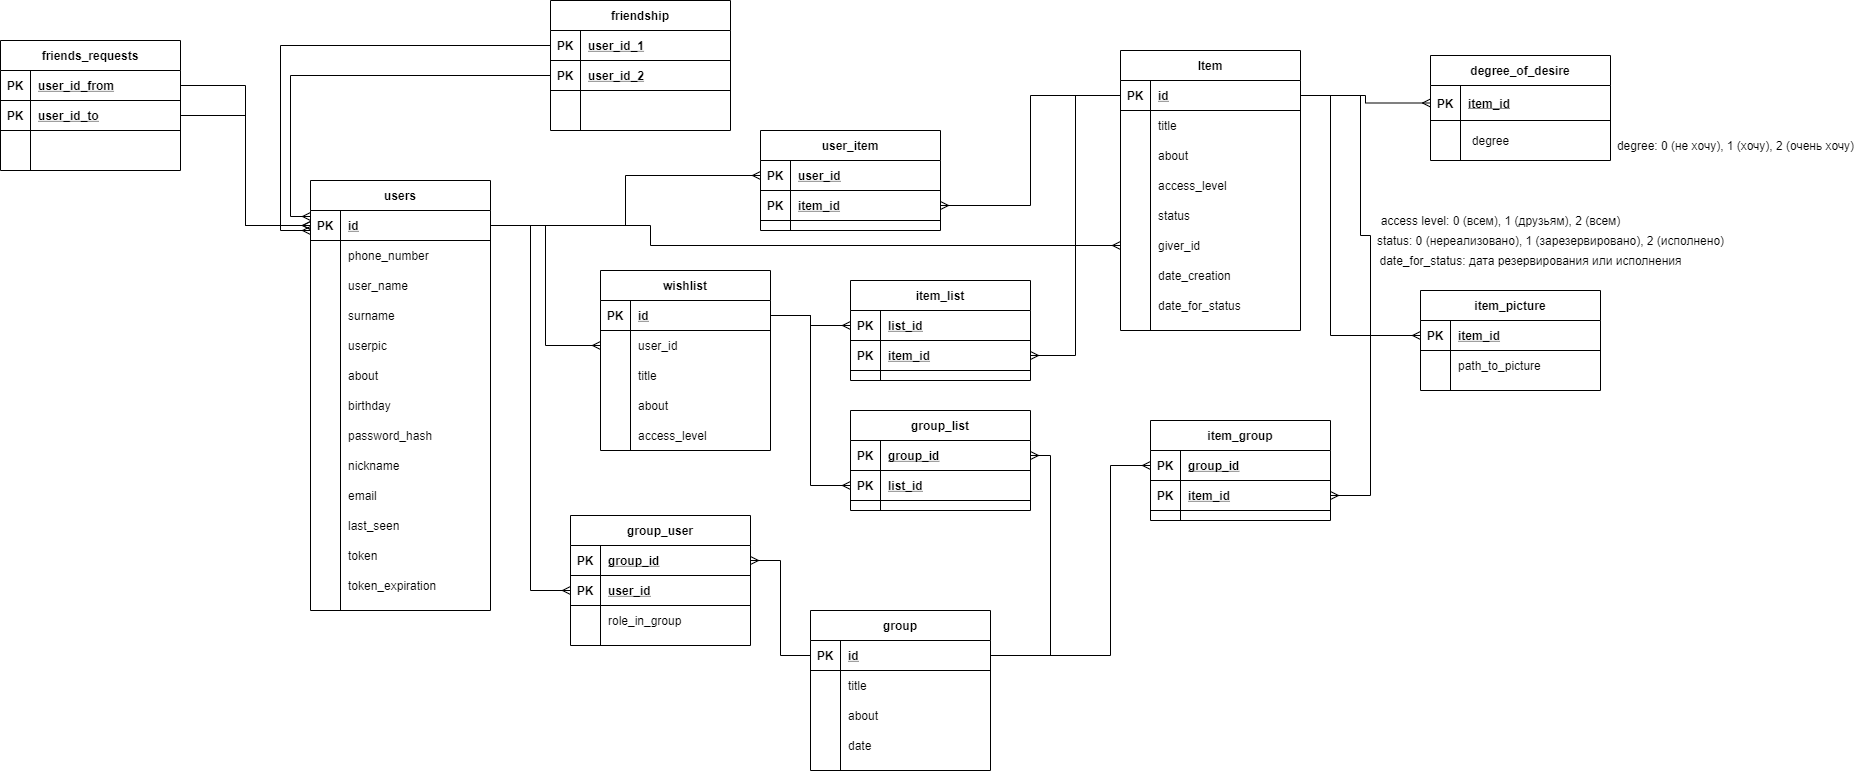 friendship
PK user_id_1
PK user_id_2
friends_requests
PK user_id_from
PK user_id_to
users
PK id
phone_number
user_name
surname
userpic
about
birthday
password_hash
nickname
email
last_seen
token
token_expiration
user_item
PK user_id
PK item_id
wishlist
PK id
user_id
title
about
access_level
item_list
PK list_id
PK item_id
group_list
PK group_id
PK list_id
group_user
PK group_id
PK user_id
role_in_group
group
PK id
title
about
date
Item
PK id
title
about
access_level
status
giver_id
date_creation
date_for_status
degree_of_desire
PK item_id
degree
degree: 0 (не хочу), 1 (хочу), 2 (очень хочу)
access level: 0 (всем), 1 (друзьям), 2 (всем)
status: 0 (нереализовано), 1 (зарезервировано), 2 (исполнено)
date_for_status: дата резервирования или исполнения
item_picture
PK item_id
path_to_picture
item_group
PK group_id
PK item_id